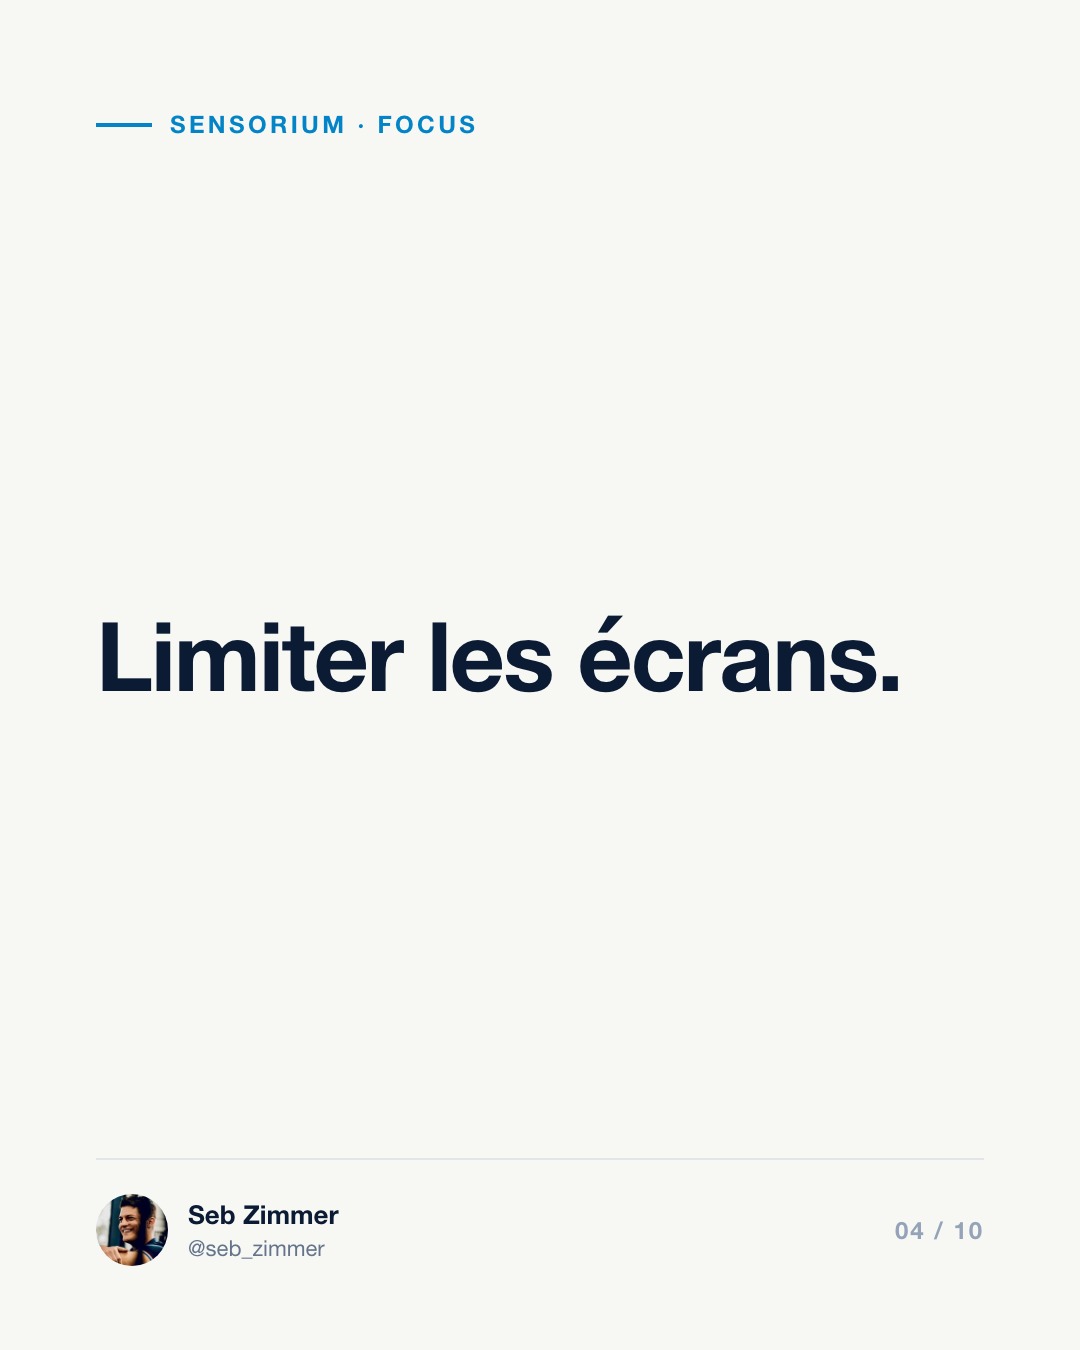 SENSORIUM · FOCUS
Limiter les écrans.
Seb Zimmer
@seb_zimmer
04 / 10